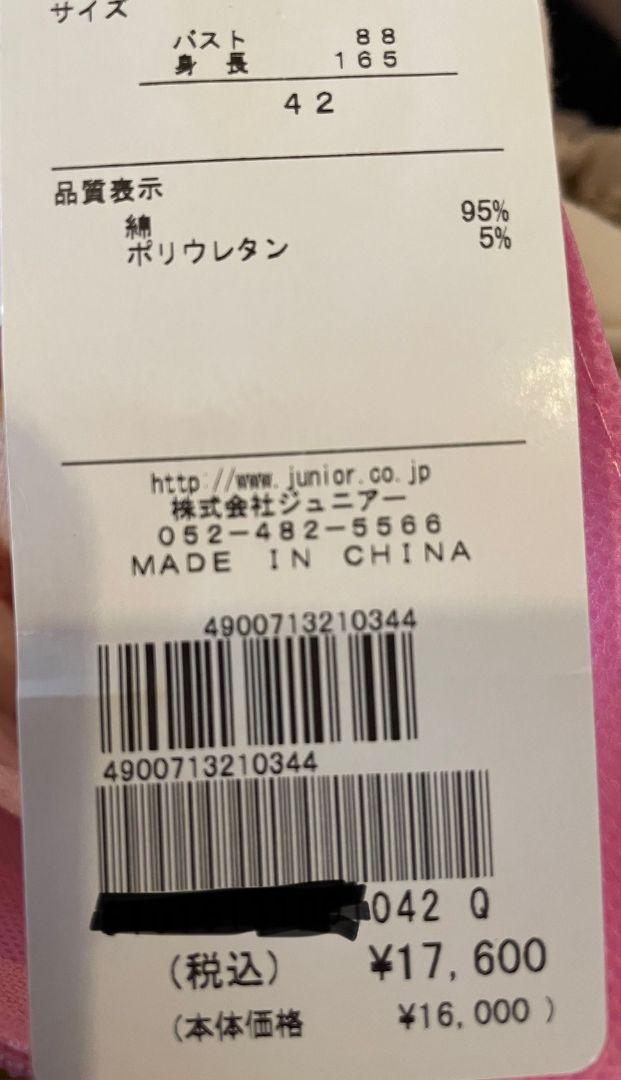 サイズ
バスト 88
身 長 165
42
品質表示
綿 95%
ポリウレタン 5%
http://www.junior.co.jp
株式会社ジュニアー
052-482-5566
MADE IN CHINA
4900713210344
4900713210344
042 Q
(税込) ¥17,600
(本体価格 ¥16,000 )